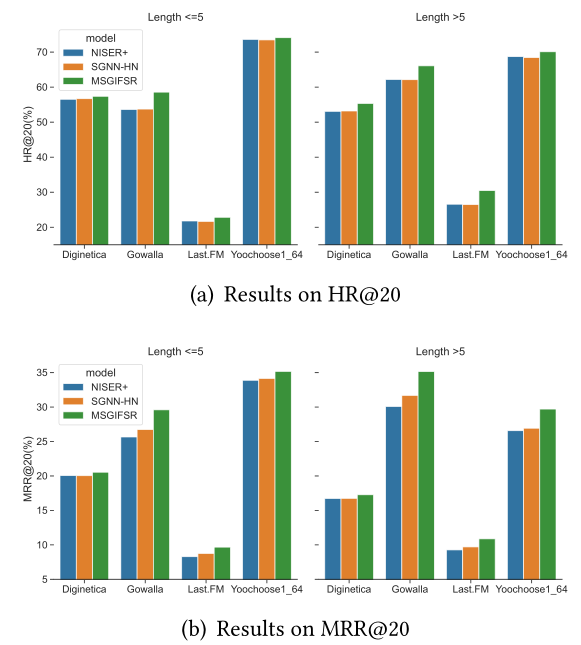 Length <=5
Length >5
model
NISER+
SGNN-HN
MSGIFSR
HR@20(%)
70
60
50
40
30
20
Diginetica Gowalla Last.FM Yoochoose1_64
Diginetica Gowalla Last.FM Yoochoose1_64
(a) Results on HR@20
Length <=5
Length >5
model
NISER+
SGNN-HN
MSGIFSR
MRR@20(%)
35
30
25
20
15
10
5
Diginetica Gowalla Last.FM Yoochoose1_64
Diginetica Gowalla Last.FM Yoochoose1_64
(b) Results on MRR@20